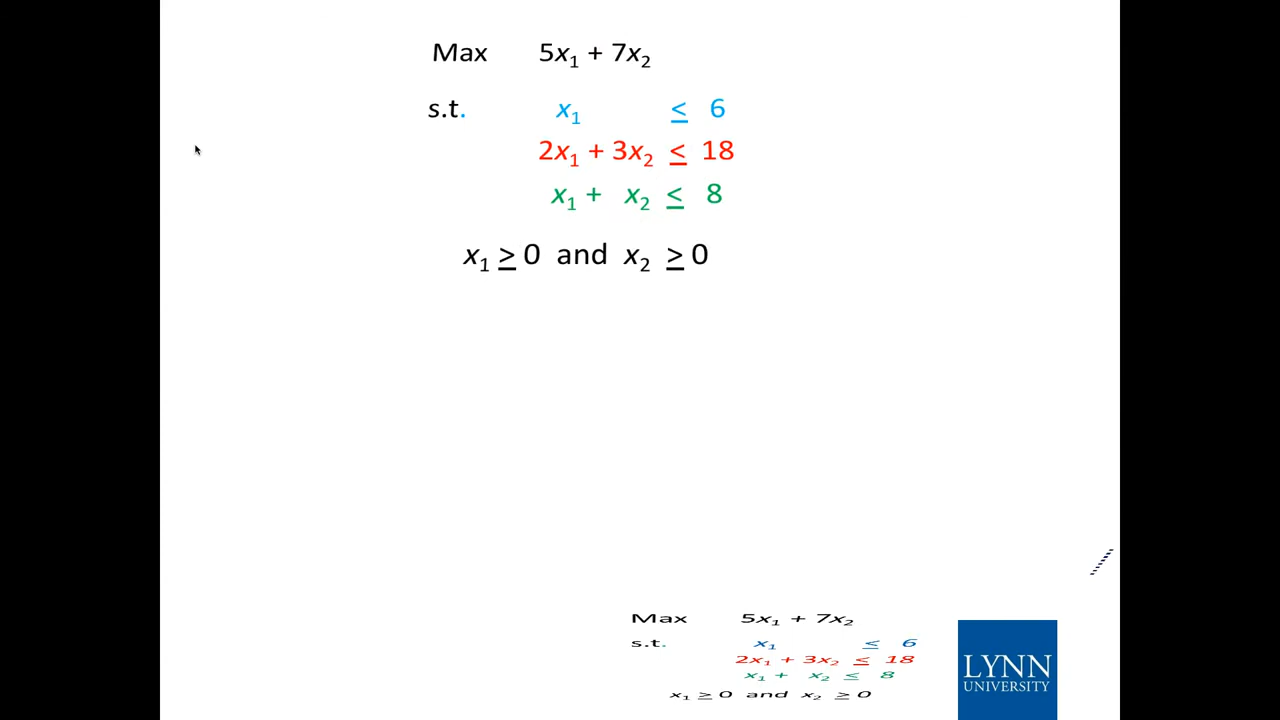 Max 5x₁ + 7x₂
s.t. x₁ ≤ 6
2x₁ + 3x₂ ≤ 18
x₁ + x₂ ≤ 8
x₁ ≥ 0 and x₂ ≥ 0
Max 5x₁ + 7x₂
s.t. x₁ ≤ 6
2x₁ + 3x₂ ≤ 18
x₁ + x₂ ≤ 8
x₁ ≥ 0 and x₂ ≥ 0
LYNN
UNIVERSITY